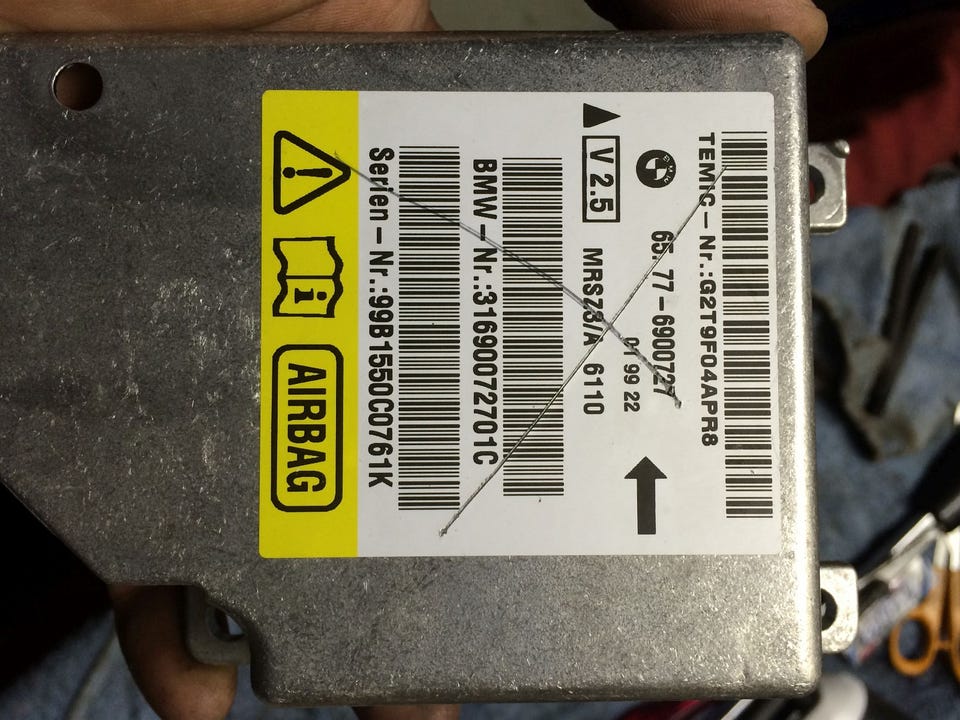 TEMIC – Nr.:G2T9F04APR8
65. 77 – 6900727
01 99 22
V 2.5 MRSZ3/A 6110
BMW – Nr.:31690072701C
Serien – Nr.:99B1550C0761K
AIRBAG